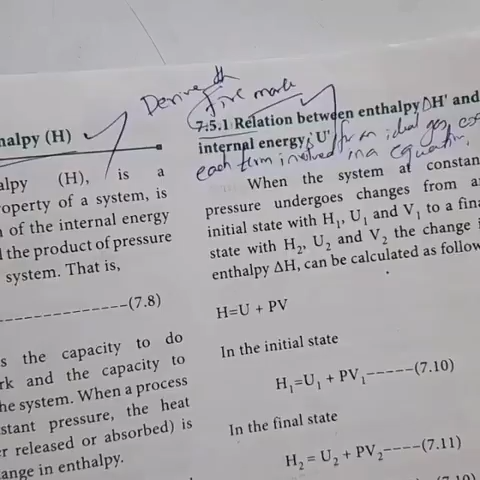 Derive
five mark
nalpy (H)
alpy (H), is a
roperty of a system, is
n of the internal energy
d the product of pressure
system. That is,
---------------(7.8)
s the capacity to do
rk and the capacity to
he system. When a process
stant pressure, the heat
r released or absorbed) is
ange in enthalpy.
7.5.1 Relation between enthalpy 'H' and
internal energy 'U'
for an ideal gas,
each term involved in a equation.
When the system at constan
pressure undergoes changes from an
initial state with H₁, U₁ and V₁ to a fina
state with H₂, U₂ and V₂ the change i
enthalpy ΔH, can be calculated as follow
H=U + PV
In the initial state
H₁=U₁ + PV₁-----(7.10)
In the final state
H₂ = U₂ + PV₂----(7.11)